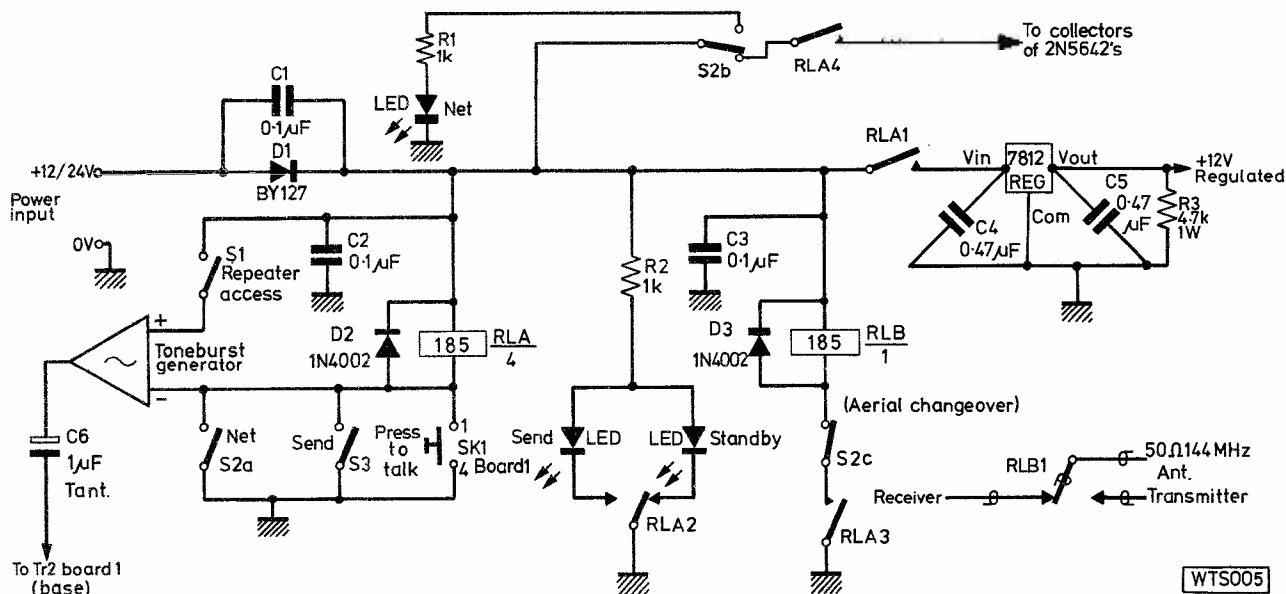 R1
1k
S2b
RLA4
To collectors
of 2N5642's
C1
0·1µF
LED
Net
RLA1
+12/24V
D1
BY127
Power
input
Vin
7812
REG
Vout
+12V
Regulated
0V
S1
Repeater
access
C2
0·1µF
R2
1k
C3
0·1µF
C4
0·47µF
Com
C5
0·47
µF
R3
4.7k
1W
+
Toneburst
generator
-
D2
1N4002
185
RLA
4
D3
1N4002
185
RLB
1
C6
1µF
Tant.
Net
S2a
Send
S3
Press
to
talk
1
SK1
4
Board1
Send
LED
LED
Standby
RLA2
(Aerial changeover)
S2c
RLA3
Receiver
RLB1
50Ω144MHz
Ant.
Transmitter
To Tr2 board 1
(base)
WTS005